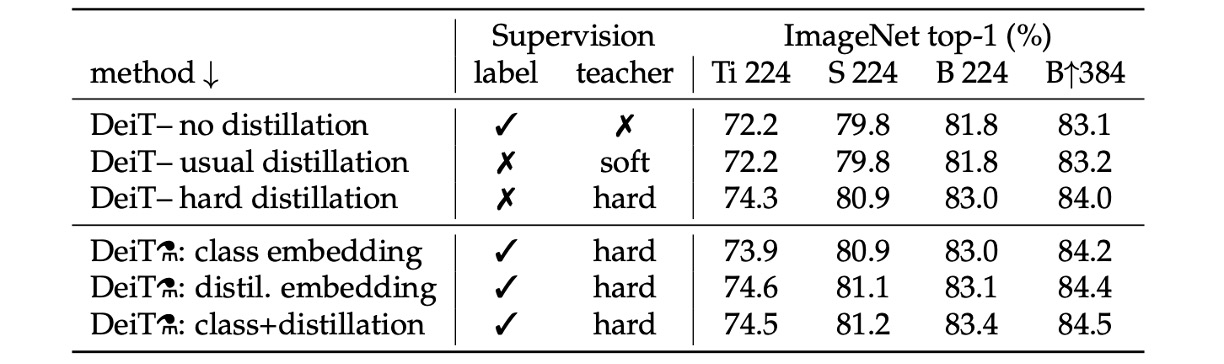 Supervision ImageNet top-1 (%)
method ↓ label teacher Ti 224 S 224 B 224 B↑384
DeiT– no distillation ✓ ✗ 72.2 79.8 81.8 83.1
DeiT– usual distillation ✗ soft 72.2 79.8 81.8 83.2
DeiT– hard distillation ✗ hard 74.3 80.9 83.0 84.0
DeiT⚗: class embedding ✓ hard 73.9 80.9 83.0 84.2
DeiT⚗: distil. embedding ✓ hard 74.6 81.1 83.1 84.4
DeiT⚗: class+distillation ✓ hard 74.5 81.2 83.4 84.5